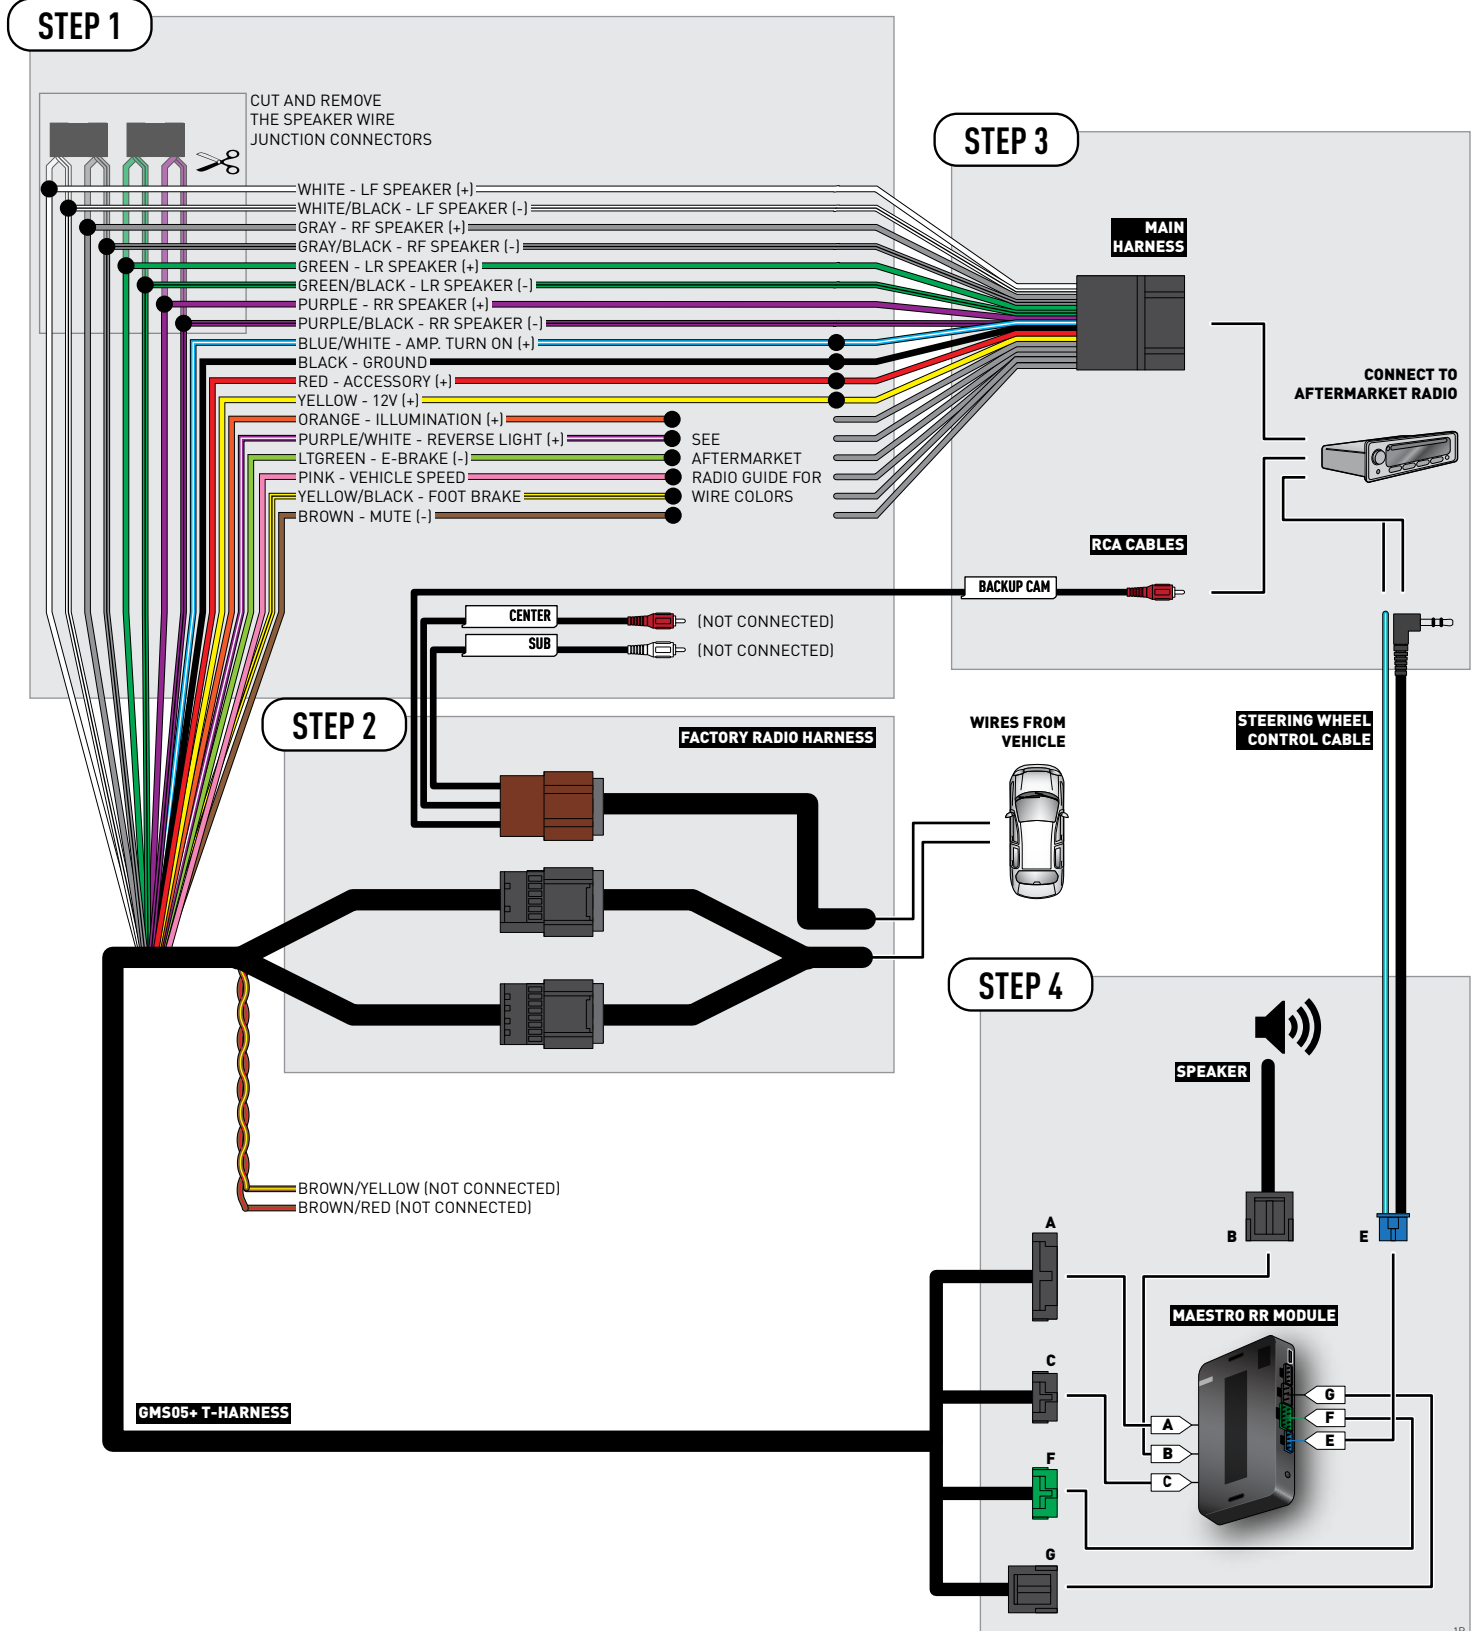 STEP 1
CUT AND REMOVE
THE SPEAKER WIRE
JUNCTION CONNECTORS
WHITE - LF SPEAKER (+)
WHITE/BLACK - LF SPEAKER (-)
GRAY - RF SPEAKER (+)
GRAY/BLACK - RF SPEAKER (-)
GREEN - LR SPEAKER (+)
GREEN/BLACK - LR SPEAKER (-)
PURPLE - RR SPEAKER (+)
PURPLE/BLACK - RR SPEAKER (-)
BLUE/WHITE - AMP. TURN ON (+)
BLACK - GROUND
RED - ACCESSORY (+)
YELLOW - 12V (+)
ORANGE - ILLUMINATION (+)
PURPLE/WHITE - REVERSE LIGHT (+)
LTGREEN - E-BRAKE (-)
PINK - VEHICLE SPEED
YELLOW/BLACK - FOOT BRAKE
BROWN - MUTE (-)
SEE
AFTERMARKET
RADIO GUIDE FOR
WIRE COLORS
CENTER
(NOT CONNECTED)
SUB
(NOT CONNECTED)
STEP 3
MAIN
HARNESS
CONNECT TO
AFTERMARKET RADIO
RCA CABLES
BACKUP CAM
STEP 2
FACTORY RADIO HARNESS
WIRES FROM
VEHICLE
STEERING WHEEL
CONTROL CABLE
BROWN/YELLOW (NOT CONNECTED)
BROWN/RED (NOT CONNECTED)
GMS05+ T-HARNESS
STEP 4
SPEAKER
B
E
A
C
F
G
MAESTRO RR MODULE
A
B
C
G
F
E